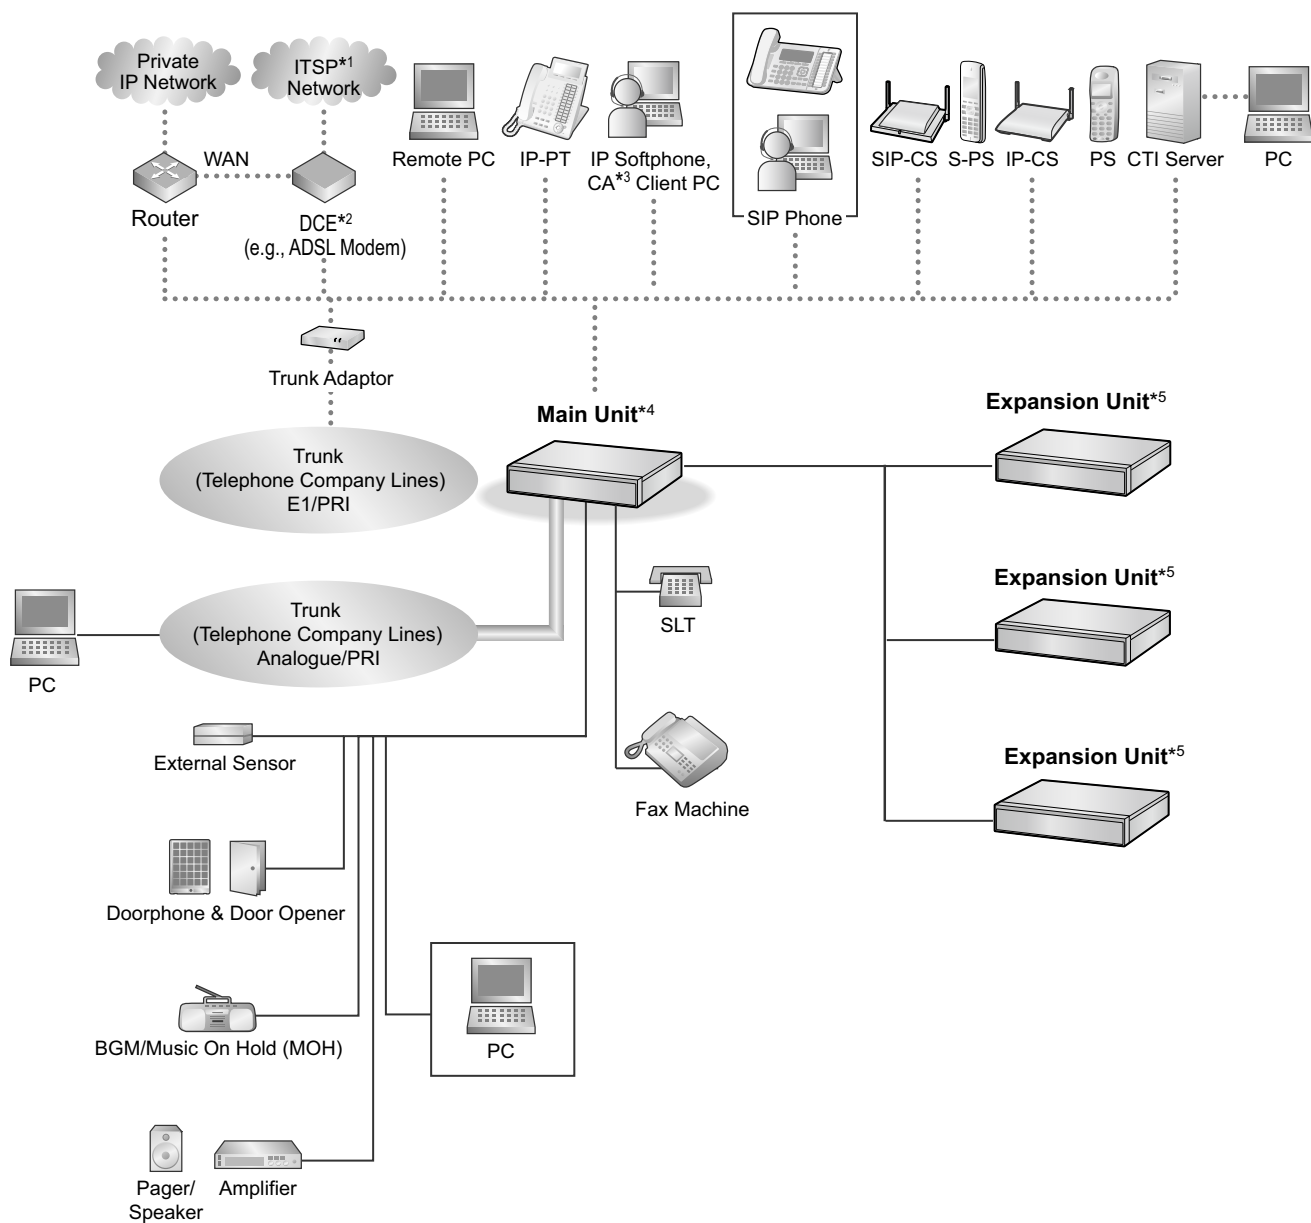 Private
IP Network
ITSP*1
Network
WAN
Router
DCE*2
(e.g., ADSL Modem)
Remote PC
IP-PT
IP Softphone,
CA*3 Client PC
SIP Phone
SIP-CS
S-PS
IP-CS
PS
CTI Server
PC
Trunk Adaptor
Trunk
(Telephone Company Lines)
E1/PRI
Main Unit*4
Expansion Unit*5
Expansion Unit*5
Expansion Unit*5
PC
Trunk
(Telephone Company Lines)
Analogue/PRI
SLT
External Sensor
Fax Machine
Doorphone & Door Opener
BGM/Music On Hold (MOH)
PC
Pager/
Speaker
Amplifier